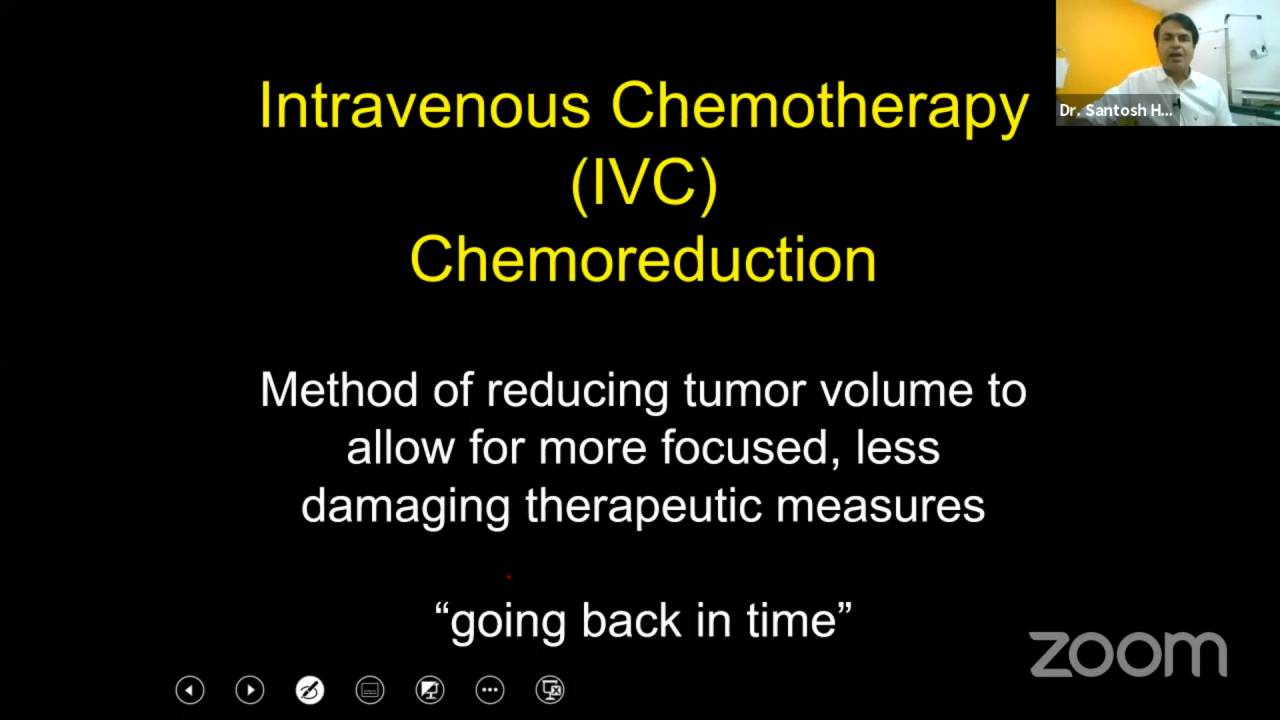 Intravenous Chemotherapy
(IVC)
Chemoreduction
Dr. Santosh H...
Method of reducing tumor volume to
allow for more focused, less
damaging therapeutic measures
“going back in time”
zoom